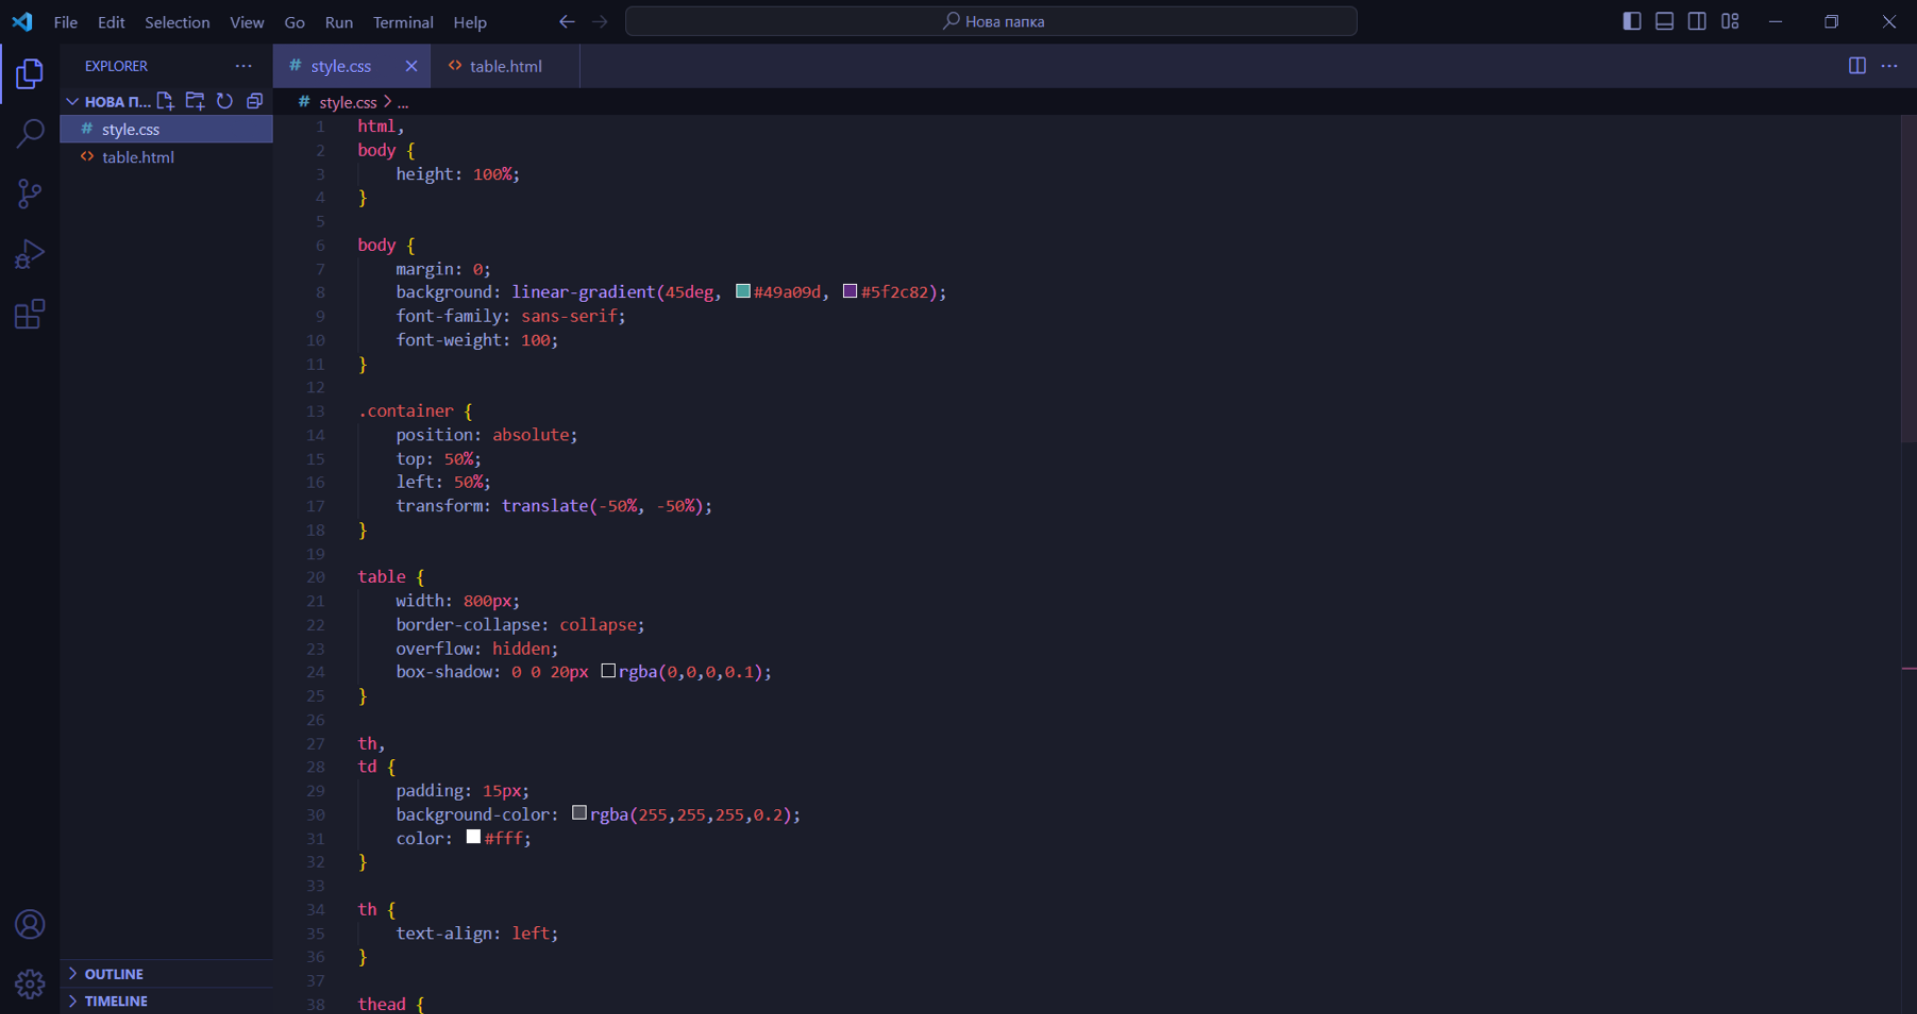 File Edit Selection View Go Run Terminal Help
Нова папка
EXPLORER
style.css
table.html
НОВА П...
style.css > ...
style.css
table.html
1 html,
2 body {
3 height: 100%;
4 }
5
6 body {
7 margin: 0;
8 background: linear-gradient(45deg, #49a09d, #5f2c82);
9 font-family: sans-serif;
10 font-weight: 100;
11 }
12
13 .container {
14 position: absolute;
15 top: 50%;
16 left: 50%;
17 transform: translate(-50%, -50%);
18 }
19
20 table {
21 width: 800px;
22 border-collapse: collapse;
23 overflow: hidden;
24 box-shadow: 0 0 20px rgba(0,0,0,0.1);
25 }
26
27 th,
28 td {
29 padding: 15px;
30 background-color: rgba(255,255,255,0.2);
31 color: #fff;
32 }
33
34 th {
35 text-align: left;
36 }
37
38 thead {
OUTLINE
TIMELINE